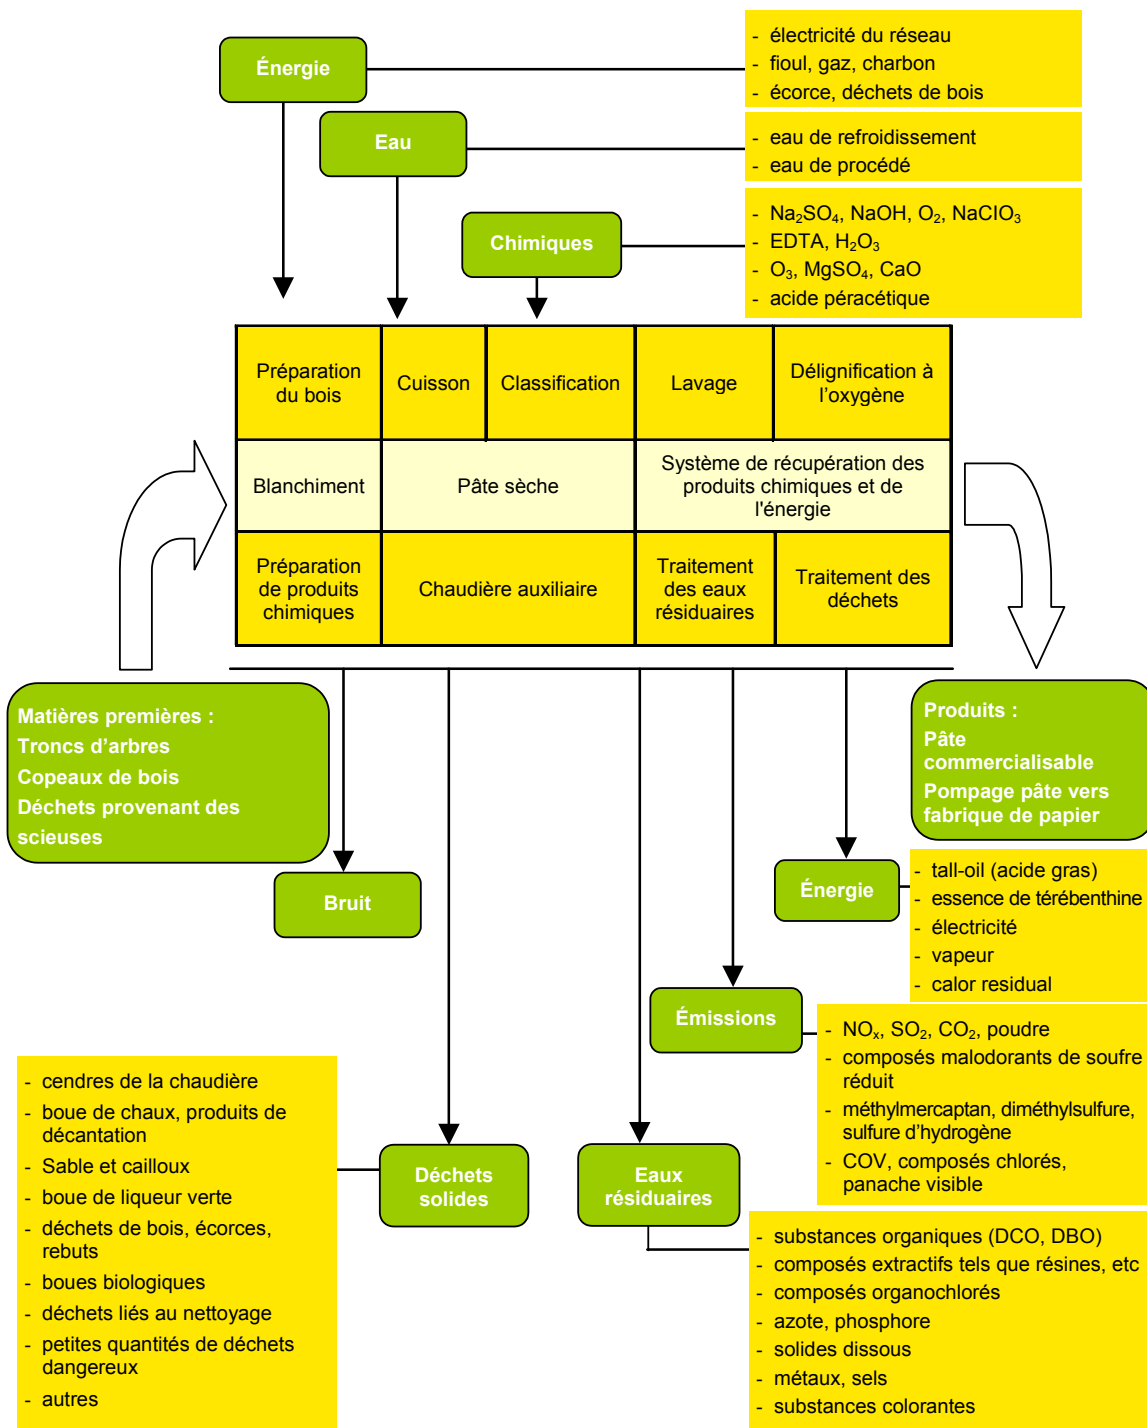 Énergie
- électricité du réseau
- fioul, gaz, charbon
- écorce, déchets de bois
Eau
- eau de refroidissement
- eau de procédé
Chimiques
- Na₂SO₄, NaOH, O₂, NaClO₃
- EDTA, H₂O₃
- O₃, MgSO₄, CaO
- acide péracétique
Préparation
du bois
Cuisson
Classification
Lavage
Délignification à
l’oxygène
Blanchiment
Pâte sèche
Système de récupération des
produits chimiques et de
l'énergie
Préparation
de produits
chimiques
Chaudière auxiliaire
Traitement
des eaux
résiduaires
Traitement des
déchets
Matières premières :
Troncs d’arbres
Copeaux de bois
Déchets provenant des
scieuses
Produits :
Pâte
commercialisable
Pompage pâte vers
fabrique de papier
Bruit
Énergie
- tall-oil (acide gras)
- essence de térébenthine
- électricité
- vapeur
- calor residual
Émissions
- NOₓ, SO₂, CO₂, poudre
- composés malodorants de soufre
réduit
- méthylmercaptan, diméthylsulfure,
sulfure d’hydrogène
- COV, composés chlorés,
panache visible
Déchets
solides
- cendres de la chaudière
- boue de chaux, produits de
décantation
- Sable et cailloux
- boue de liqueur verte
- déchets de bois, écorces,
rebuts
- boues biologiques
- déchets liés au nettoyage
- petites quantités de déchets
dangereux
- autres
Eaux
résiduaires
- substances organiques (DCO, DBO)
- composés extractifs tels que résines, etc
- composés organochlorés
- azote, phosphore
- solides dissous
- métaux, sels
- substances colorantes